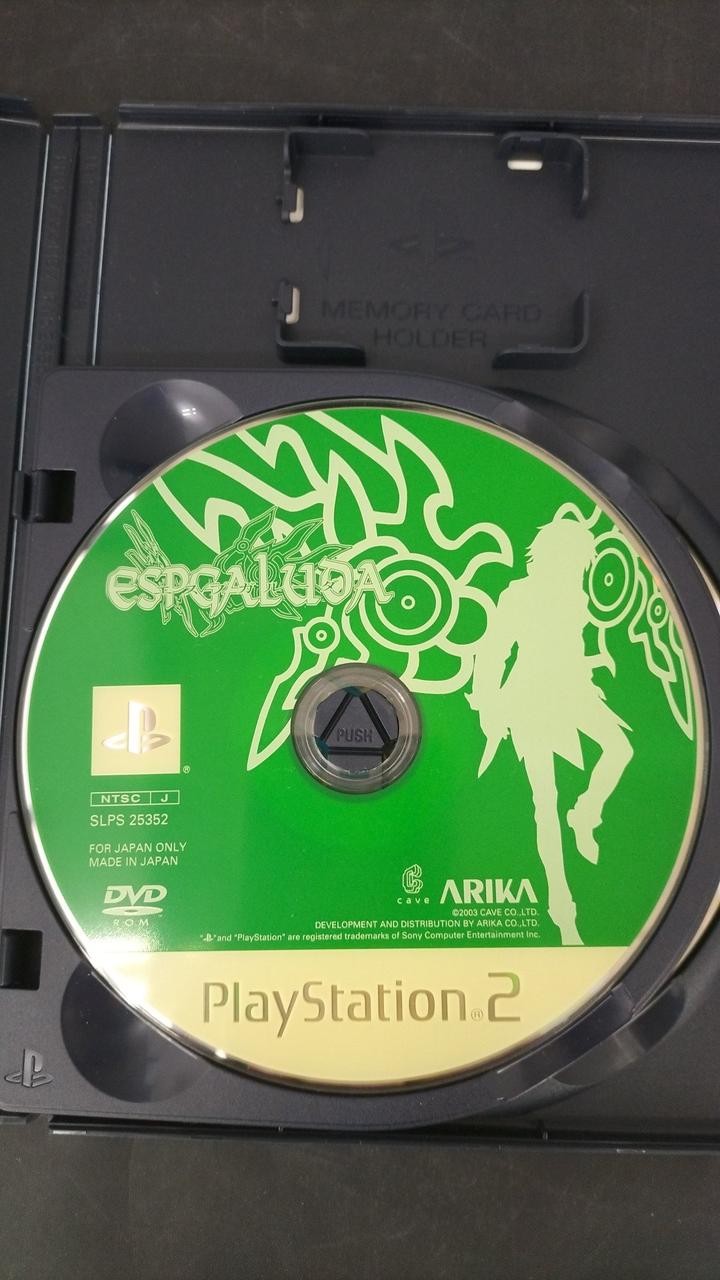 MEMORY CARD
HOLDER
ESPGALUDA
PUSH
®
NTSC J
SLPS 25352
FOR JAPAN ONLY
MADE IN JAPAN
DVD
ROM
cave ARIKA
©2003 CAVE CO.,LTD.
DEVELOPMENT AND DISTRIBUTION BY ARIKA CO.,LTD.
" " and "PlayStation" are registered trademarks of Sony Computer Entertainment Inc.
PlayStation®2